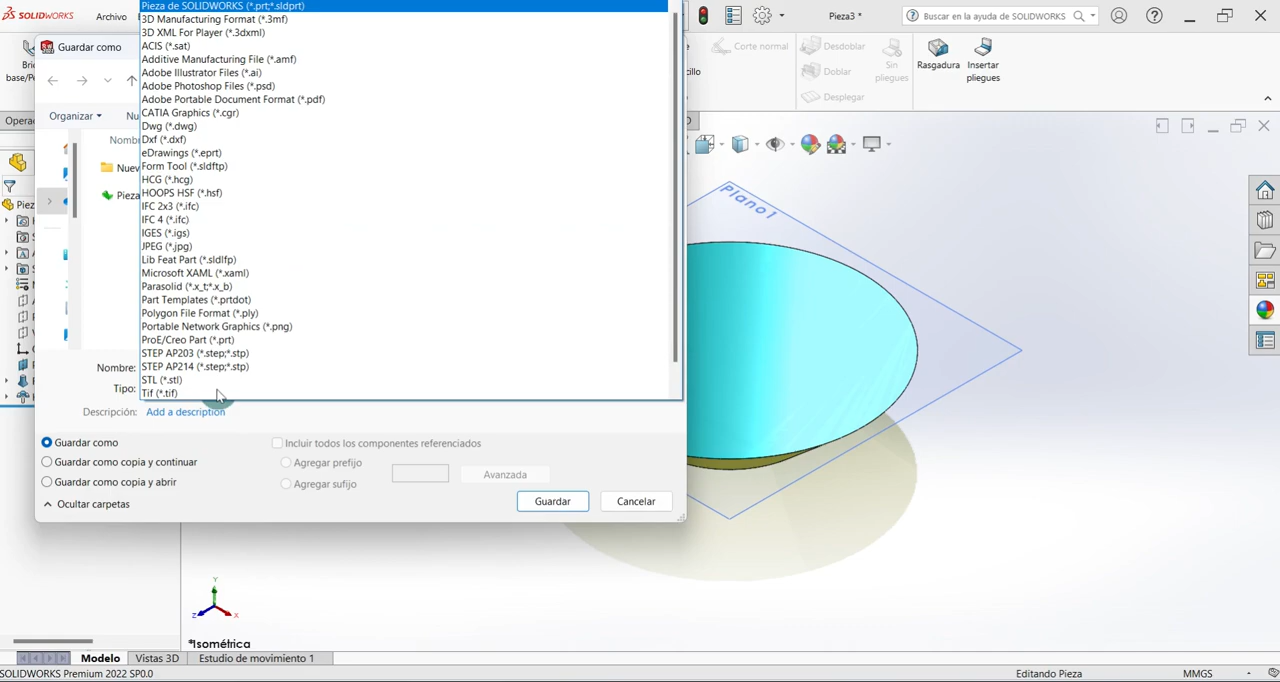 SOLIDWORKS
Archivo
Pieza3 *
Buscar en la ayuda de SOLIDWORKS
Guardar como
Pieza de SOLIDWORKS (*.prt;*.sldprt)
3D Manufacturing Format (*.3mf)
3D XML For Player (*.3dxml)
ACIS (*.sat)
Additive Manufacturing File (*.amf)
Adobe Illustrator Files (*.ai)
Adobe Photoshop Files (*.psd)
Adobe Portable Document Format (*.pdf)
CATIA Graphics (*.cgr)
Dwg (*.dwg)
Dxf (*.dxf)
eDrawings (*.eprt)
Form Tool (*.sldftp)
HCG (*.hcg)
HOOPS HSF (*.hsf)
IFC 2x3 (*.ifc)
IFC 4 (*.ifc)
IGES (*.igs)
JPEG (*.jpg)
Lib Feat Part (*.sldlfp)
Microsoft XAML (*.xaml)
Parasolid (*.x_t;*.x_b)
Part Templates (*.prtdot)
Polygon File Format (*.ply)
Portable Network Graphics (*.png)
ProE/Creo Part (*.prt)
STEP AP203 (*.step;*.stp)
STEP AP214 (*.step;*.stp)
STL (*.stl)
Tif (*.tif)
Corte normal
Desdoblar
Doblar
Desplegar
Sin pliegues
Rasgadura
Insertar pliegues
Organizar
Nu
Nomb
Nuev
Pieza
Nombre:
Tipo:
Descripción: Add a description
Guardar como
Guardar como copia y continuar
Guardar como copia y abrir
Ocultar carpetas
Incluir todos los componentes referenciados
Agregar prefijo
Agregar sufijo
Avanzada
Guardar
Cancelar
Plano1
Y
Z
X
*Isométrica
Modelo
Vistas 3D
Estudio de movimiento 1
SOLIDWORKS Premium 2022 SP0.0
Editando Pieza
MMGS